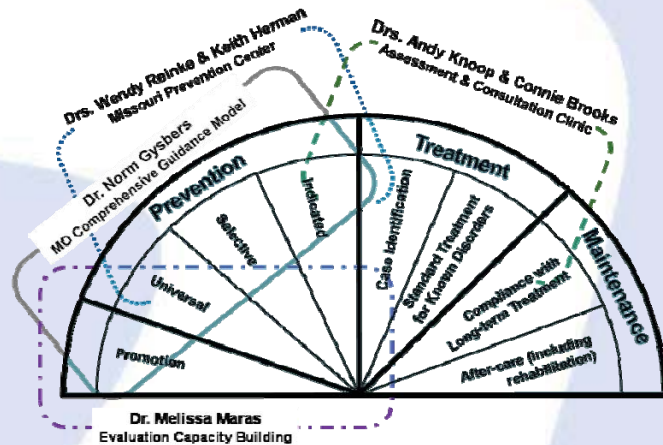 Drs. Wendy Reinke & Keith Herman
Missouri Prevention Center
Drs. Andy Knoop & Connie Brooks
Assessment & Consultation Clinic
Dr. Norm Gysbers
MO Comprehensive Guidance Model
Prevention
Treatment
Maintenance
Promotion
Universal
Selective
Indicated
Case Identification
Standard Treatment
for Known Disorders
Compliance with
Long-term Treatment
After-care (including
rehabilitation)
Dr. Melissa Maras
Evaluation Capacity Building